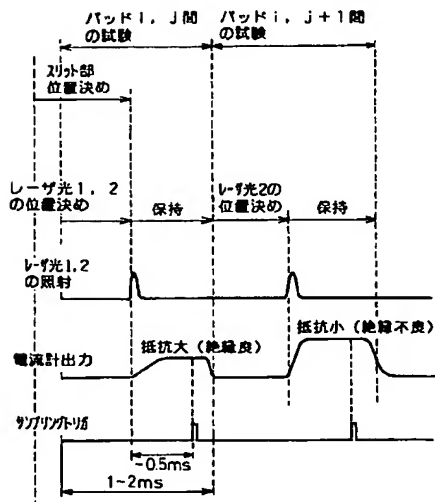 パッドi, j間
の試験
パッドi, j+1間
の試験
スリット部
位置決め
レーザ光1, 2
の位置決め
保持
レーザ光2の
位置決め
保持
レーザ光1,2
の照射
電流計出力
抵抗大(絶縁良)
抵抗小(絶縁不良)
サンプリングトリガ
~0.5ms
1~2ms